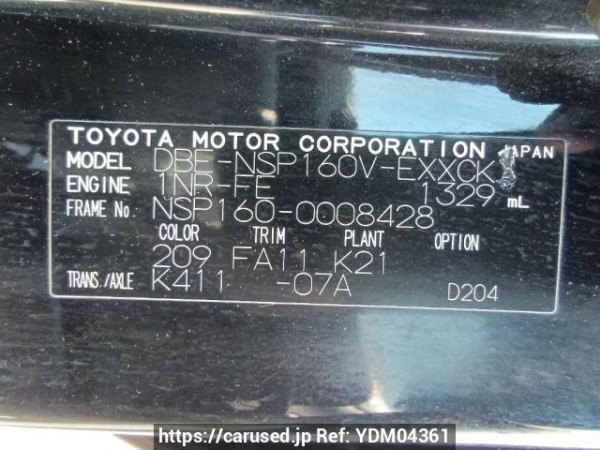 TOYOTA MOTOR CORPORATION JAPAN
MODEL DBE-NSP160V-EXXCK
ENGINE 1NR-FE 1329 mL
FRAME No. NSP160-0008428
COLOR TRIM PLANT OPTION
209 FA11 K21
TRANS./AXLE K411 -07A D204
https://carused.jp Ref: YDM04361